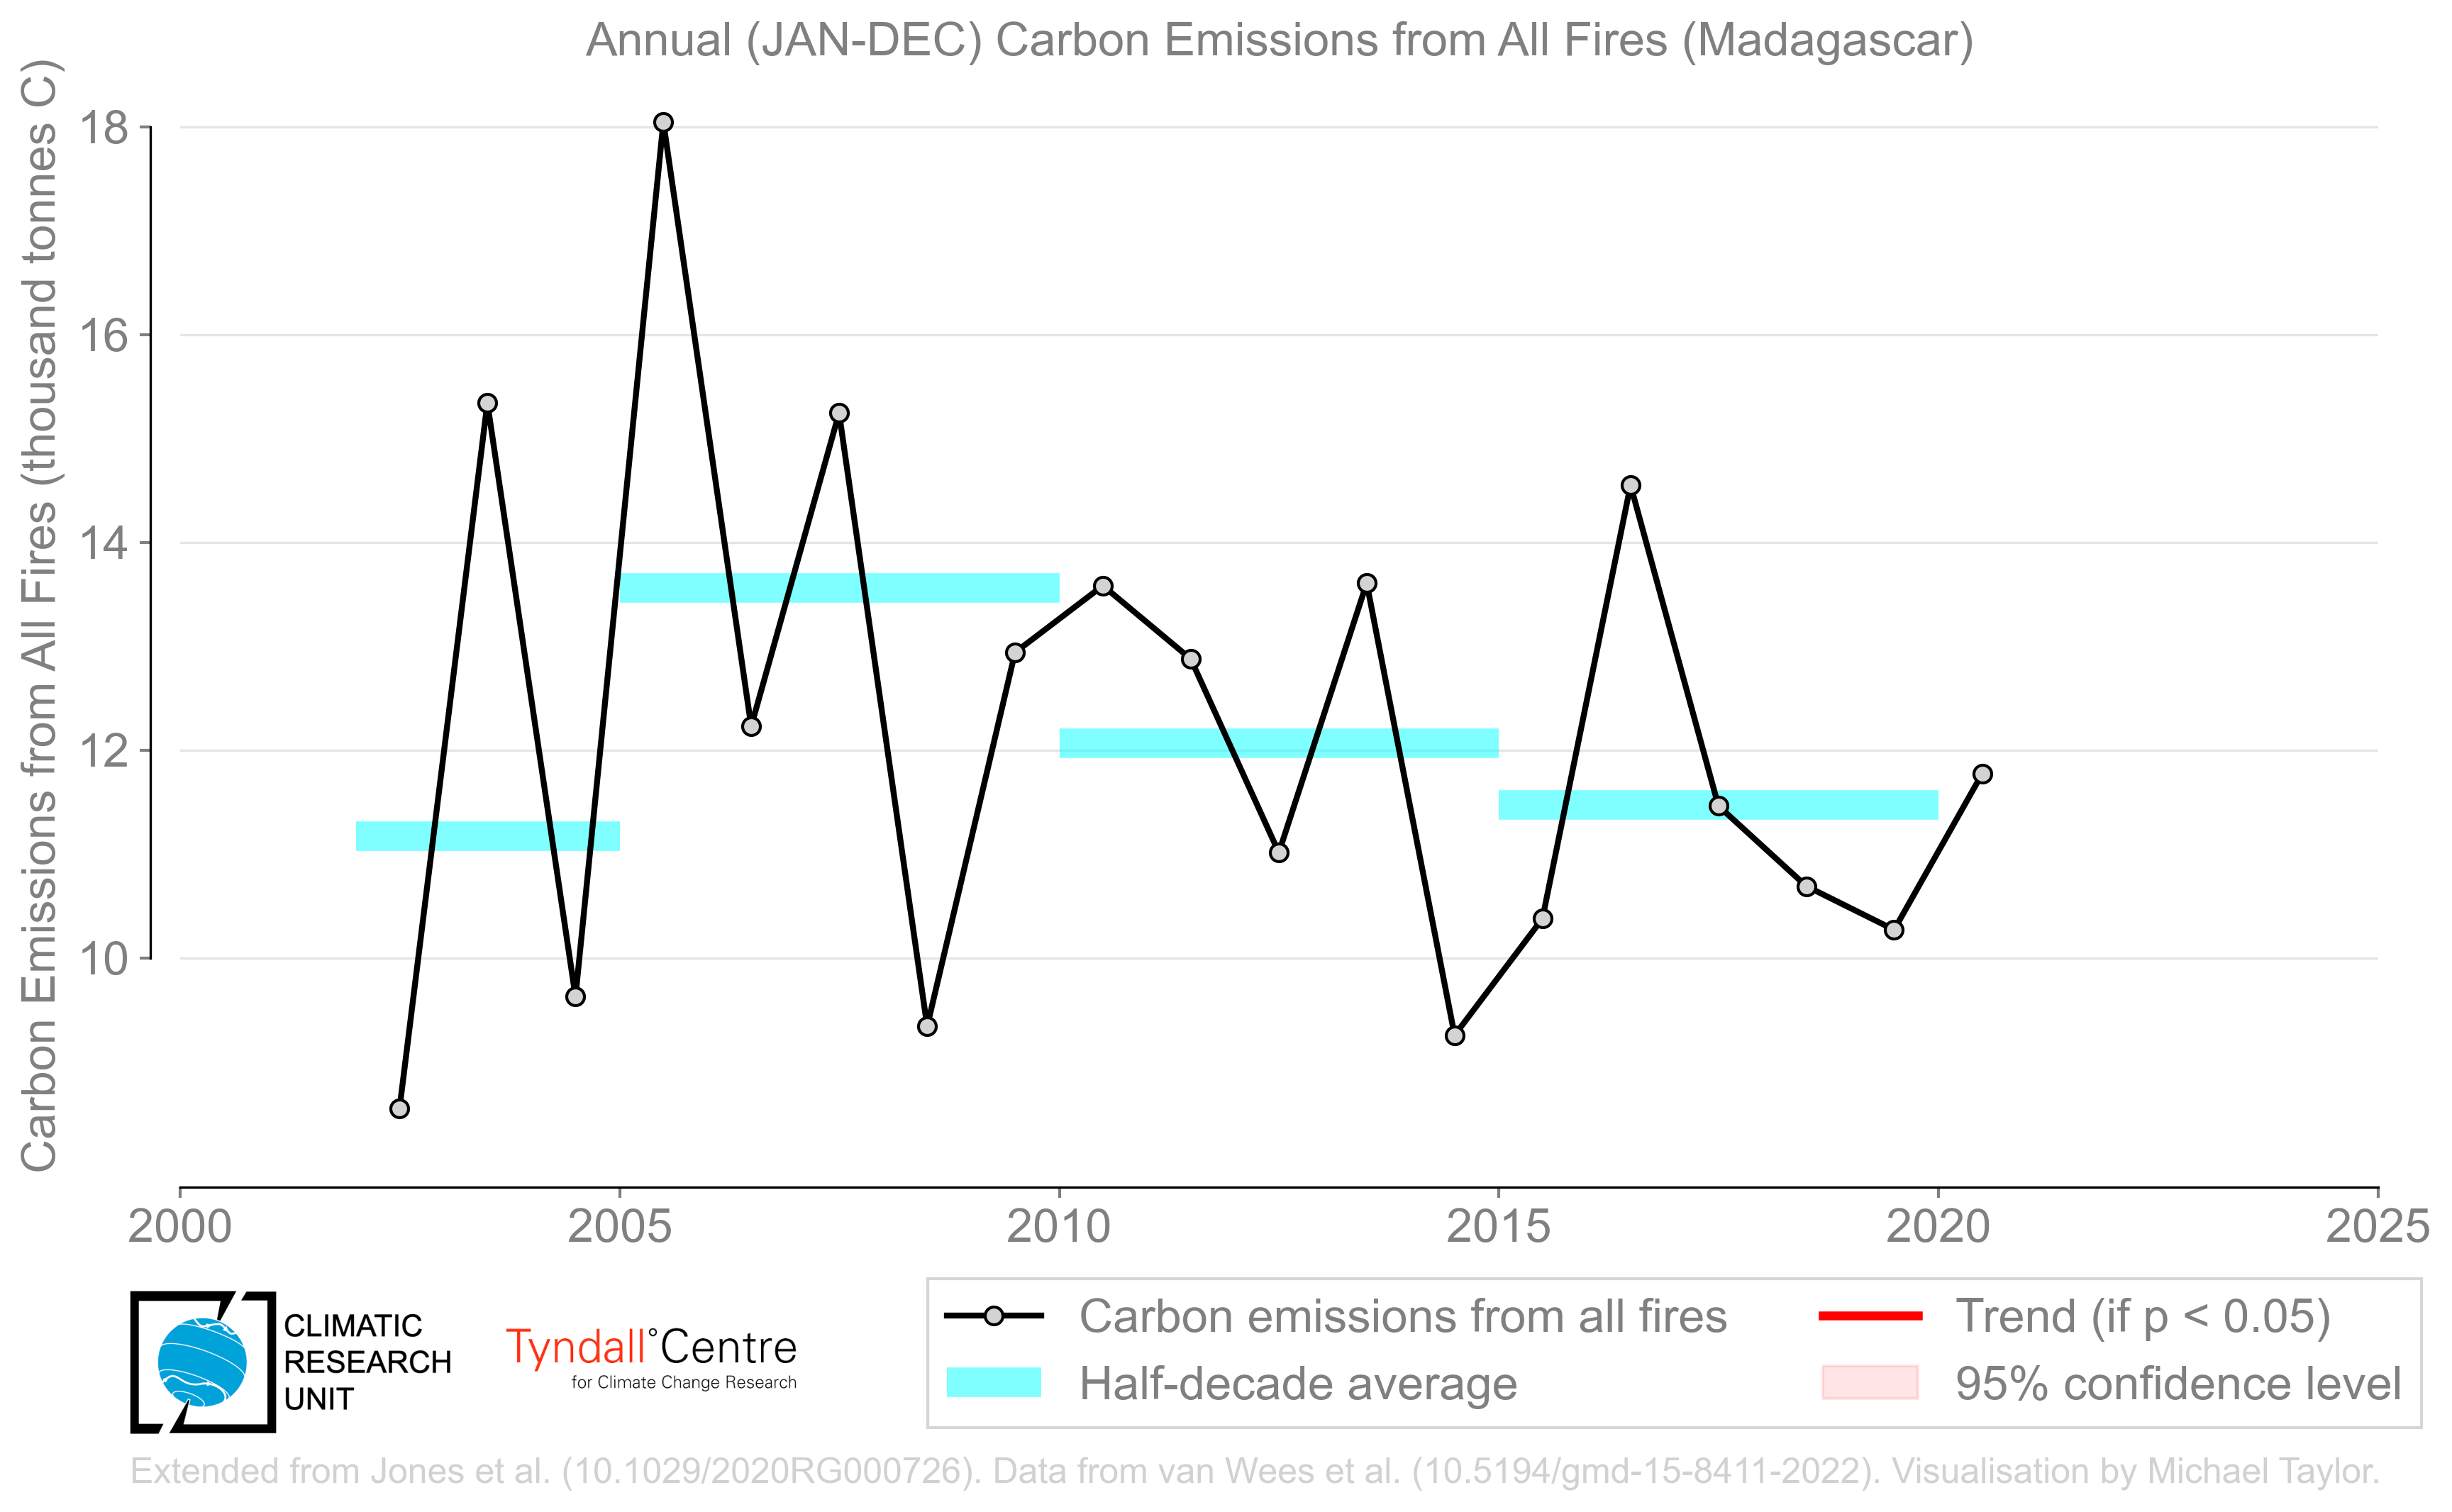 Annual (JAN-DEC) Carbon Emissions from All Fires (Madagascar)
Carbon Emissions from All Fires (thousand tonnes C)
18
16
14
12
10
2000
2005
2010
2015
2020
2025
CLIMATIC
RESEARCH
UNIT
Tyndall°Centre
for Climate Change Research
Carbon emissions from all fires
Half-decade average
Trend (if p < 0.05)
95% confidence level
Extended from Jones et al. (10.1029/2020RG000726). Data from van Wees et al. (10.5194/gmd-15-8411-2022). Visualisation by Michael Taylor.